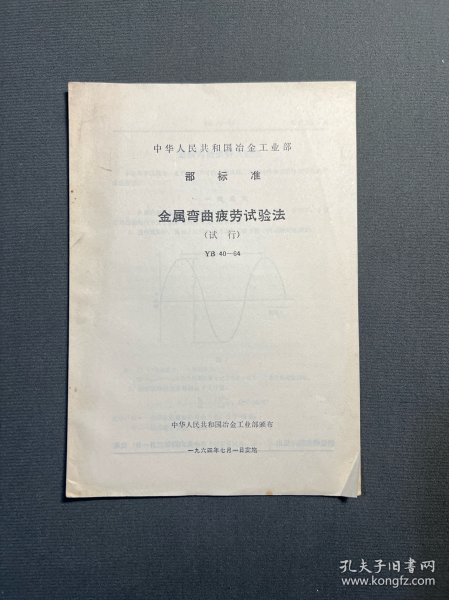 中华人民共和国冶金工业部
部 标 准
金属弯曲疲劳试验法
(试 行)
YB 40—64
中华人民共和国冶金工业部颁布
一九六四年七月一日实施
孔夫子旧书网
www.kongfz.com